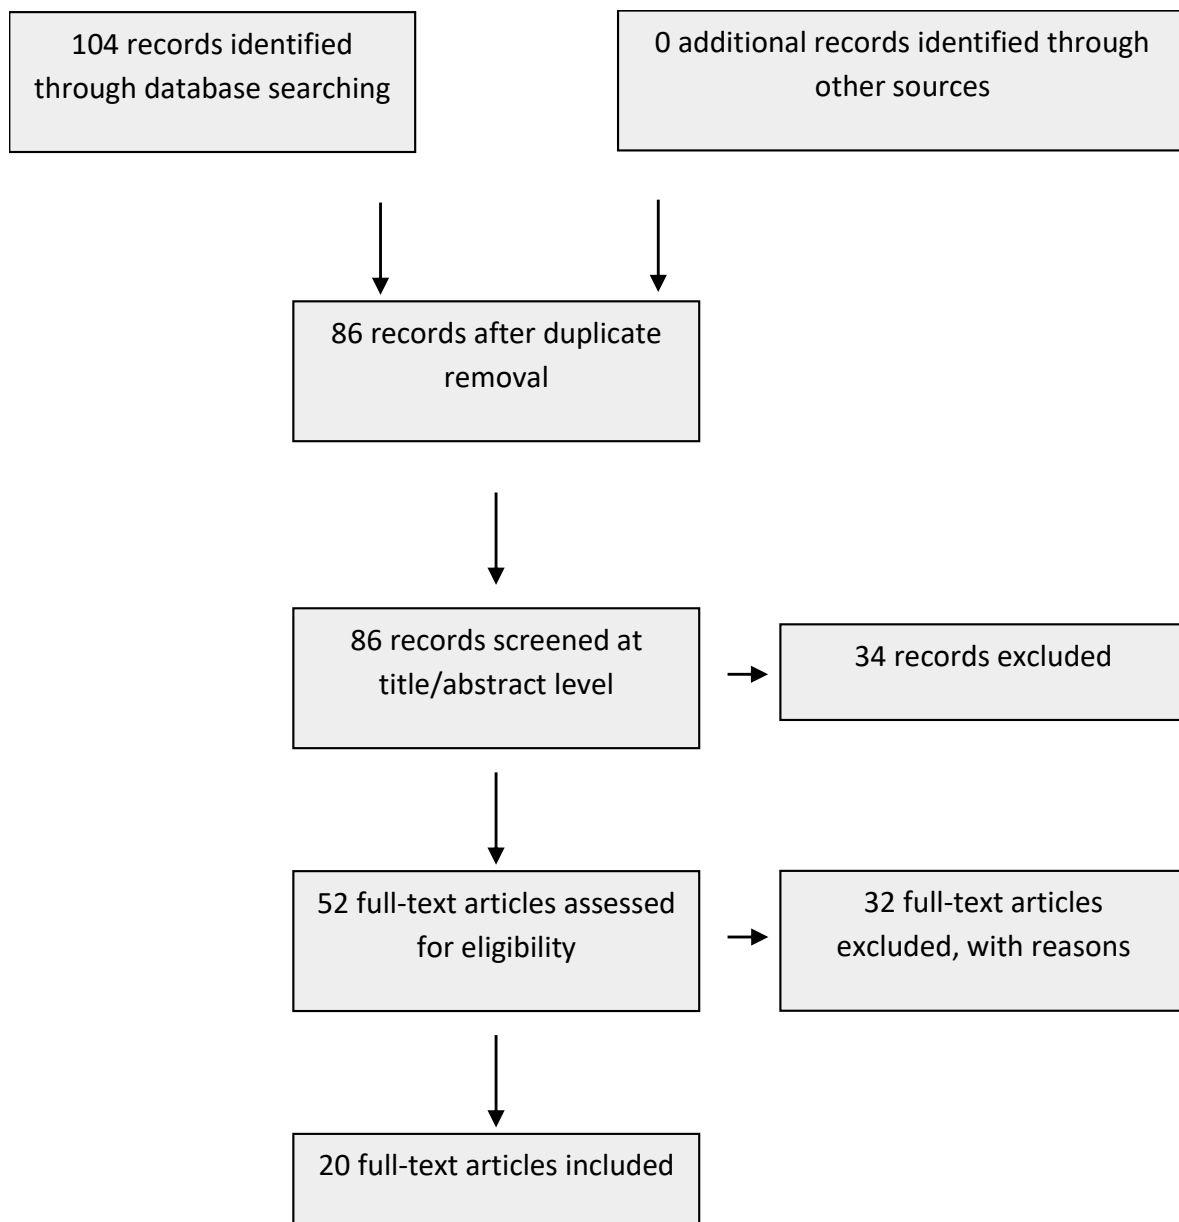 104 records identified
through database searching
0 additional records identified through
other sources
86 records after duplicate
removal
86 records screened at
title/abstract level
34 records excluded
52 full-text articles assessed
for eligibility
32 full-text articles
excluded, with reasons
20 full-text articles included